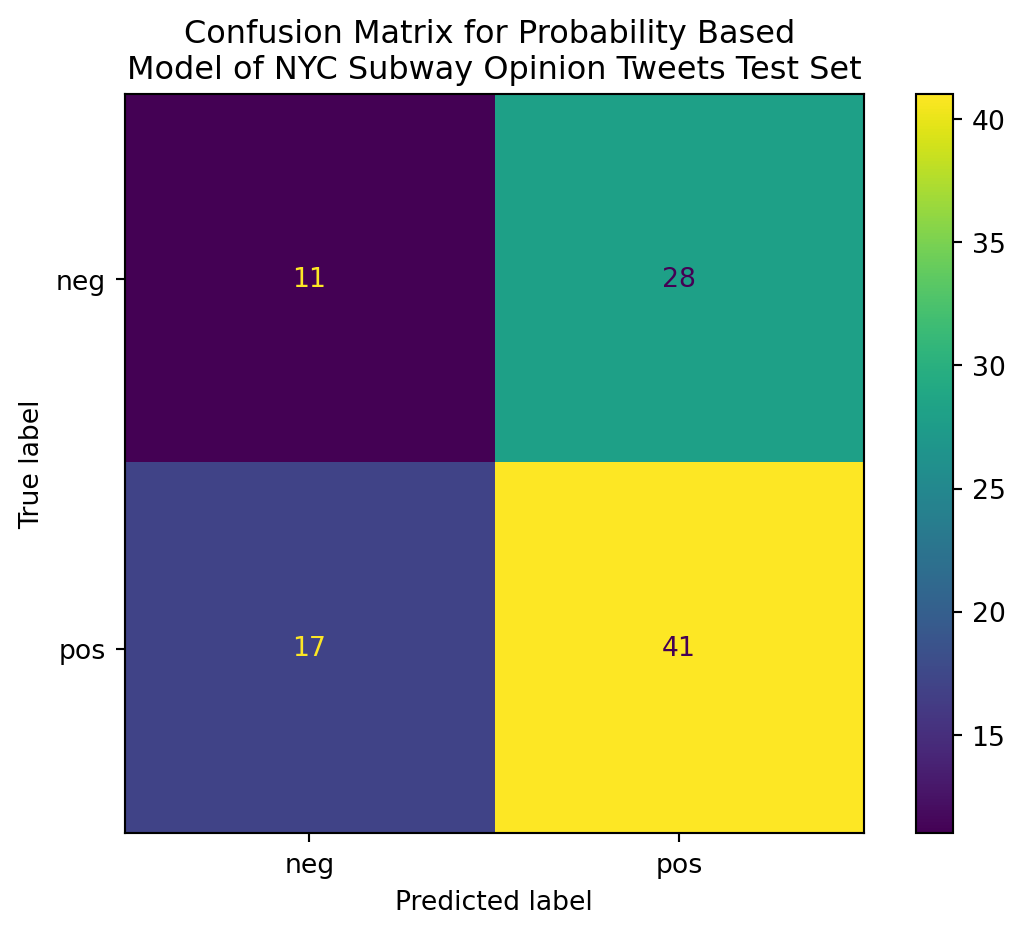 Confusion Matrix for Probability Based
Model of NYC Subway Opinion Tweets Test Set
neg
11
28
pos
17
41
neg
pos
True label
Predicted label
40
35
30
25
20
15